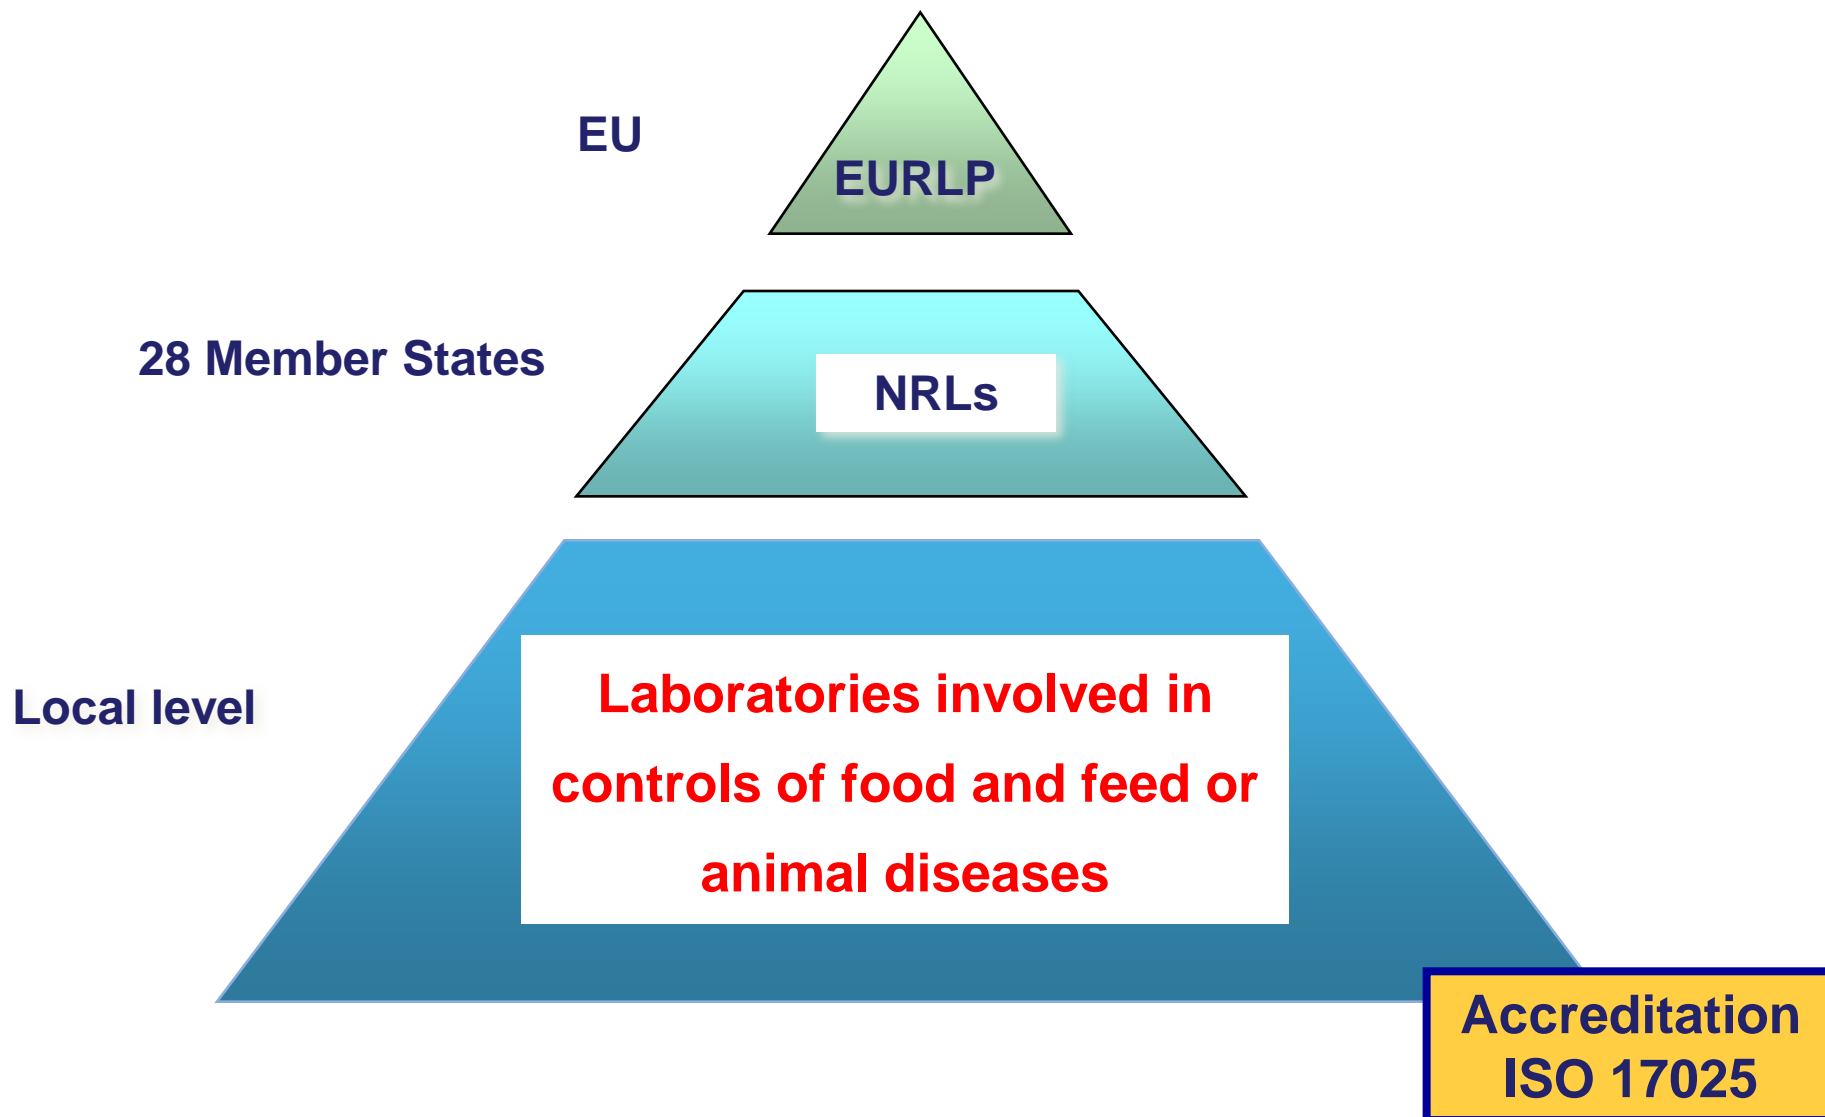 EU
EURLP
28 Member States
NRLs
Local level
Laboratories involved in
controls of food and feed or
animal diseases
Accreditation
ISO 17025